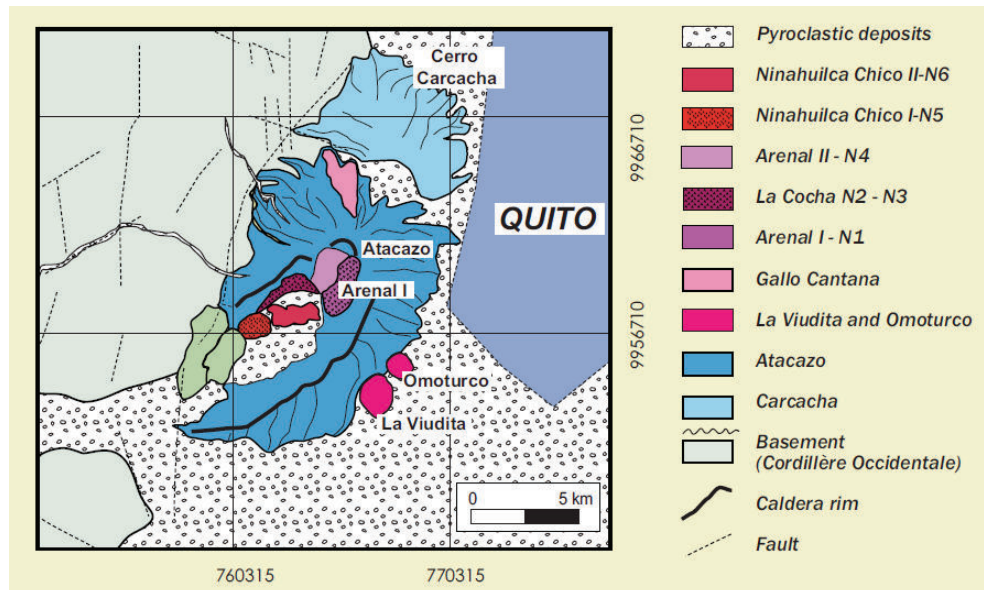 Cerro
Carcacha
QUITO
Atacazo
Arenal I
Omoturco
La Viudita
0 5 km
760315
770315
9966710
9956710
Pyroclastic deposits
Ninahuilca Chico II-N6
Ninahuilca Chico I-N5
Arenal II - N4
La Cocha N2 - N3
Arenal I - N1
Gallo Cantana
La Viudita and Omoturco
Atacazo
Carcacha
Basement
(Cordillère Occidentale)
Caldera rim
Fault